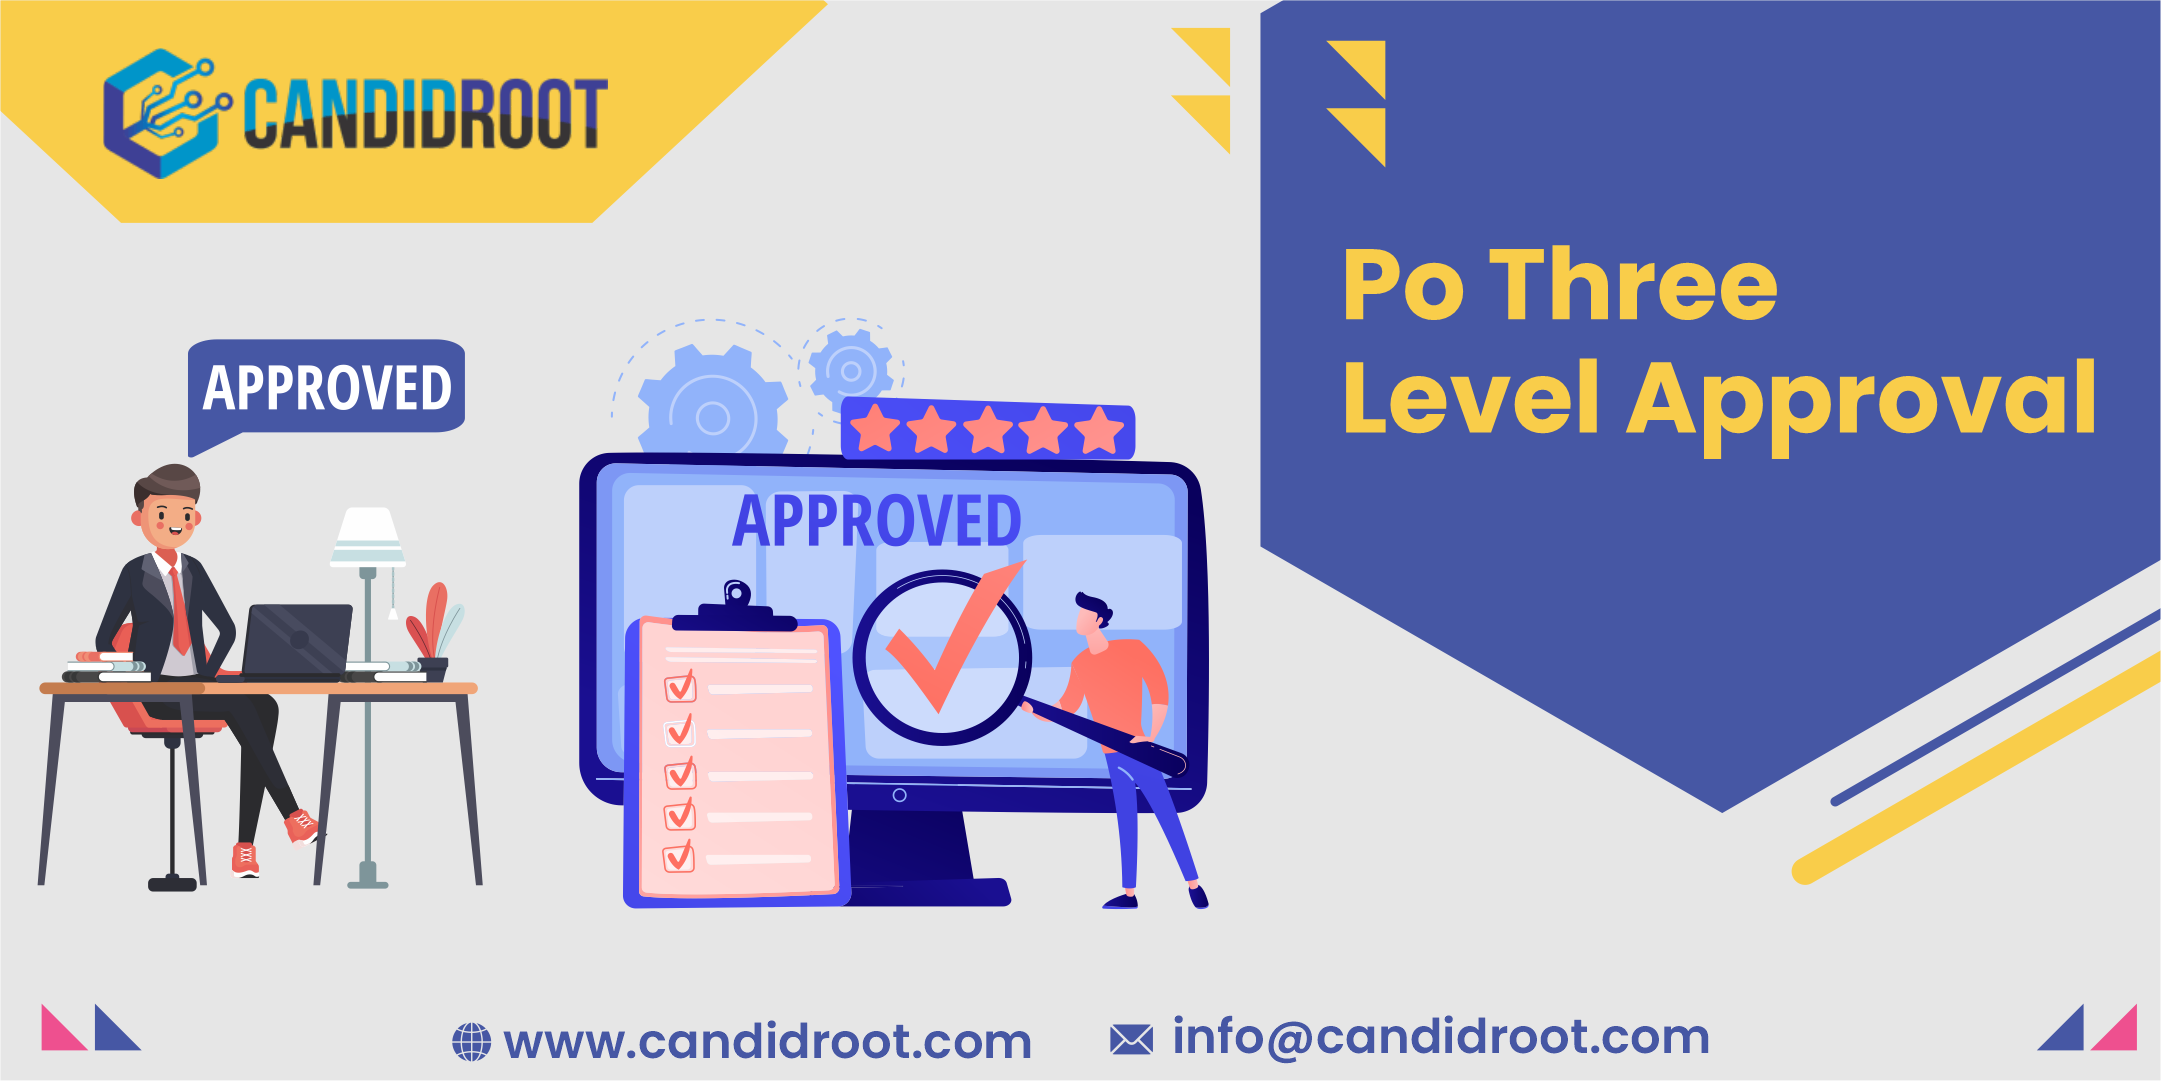 CANDIDROOT
Po Three
Level Approval
APPROVED
APPROVED
www.candidroot.com
info@candidroot.com